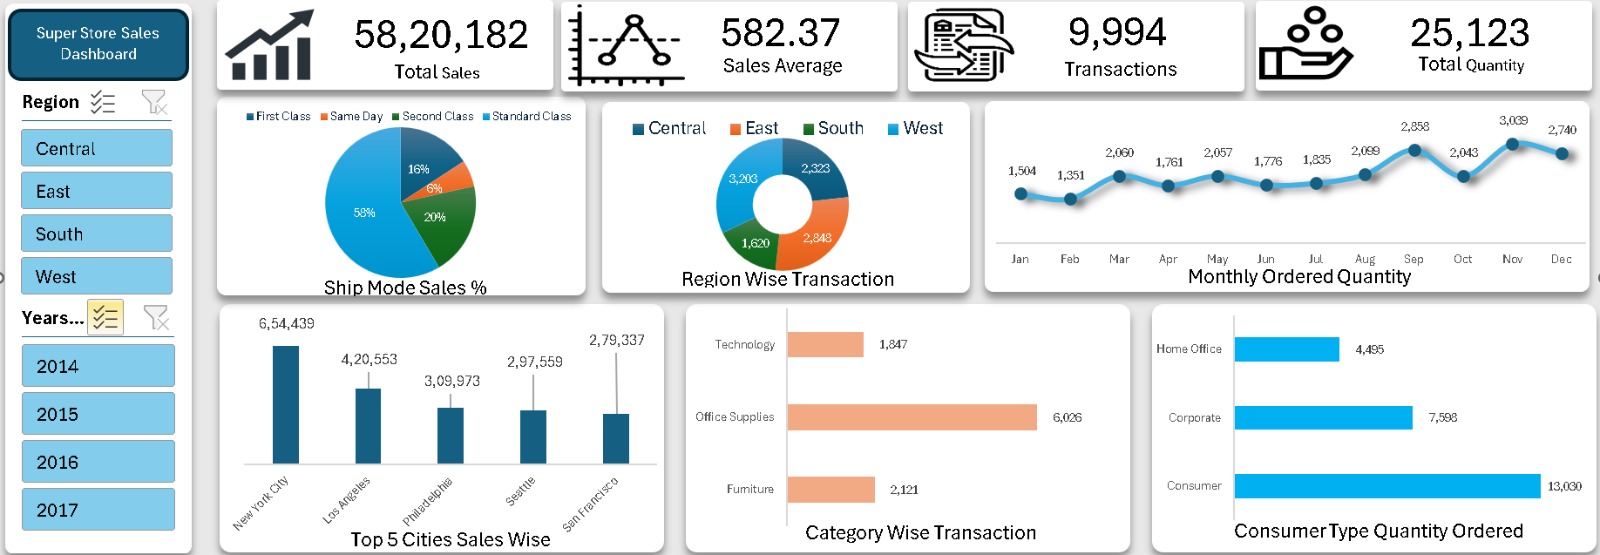 Super Store Sales
Dashboard
58,20,182
Total Sales
582.37
Sales Average
9,994
Transactions
25,123
Total Quantity
Region
Central
East
South
West
Years...
2014
2015
2016
2017
First Class Same Day Second Class Standard Class
16%
6%
20%
58%
Ship Mode Sales %
Central East South West
2,323
3,203
2,848
1,620
Region Wise Transaction
1,504
1,351
2,060
1,761
2,057
1,776
1,835
2,099
2,858
2,043
3,039
2,740
Jan Feb Mar Apr May Jun Jul Aug Sep Oct Nov Dec
Monthly Ordered Quantity
6,54,439
4,20,553
3,09,973
2,97,559
2,79,337
New York City
Los Angeles
Philadelphia
Seattle
San Francisco
Top 5 Cities Sales Wise
Technology 1,847
Office Supplies 6,026
Furniture 2,121
Category Wise Transaction
Home Office 4,495
Corporate 7,598
Consumer 13,030
Consumer Type Quantity Ordered